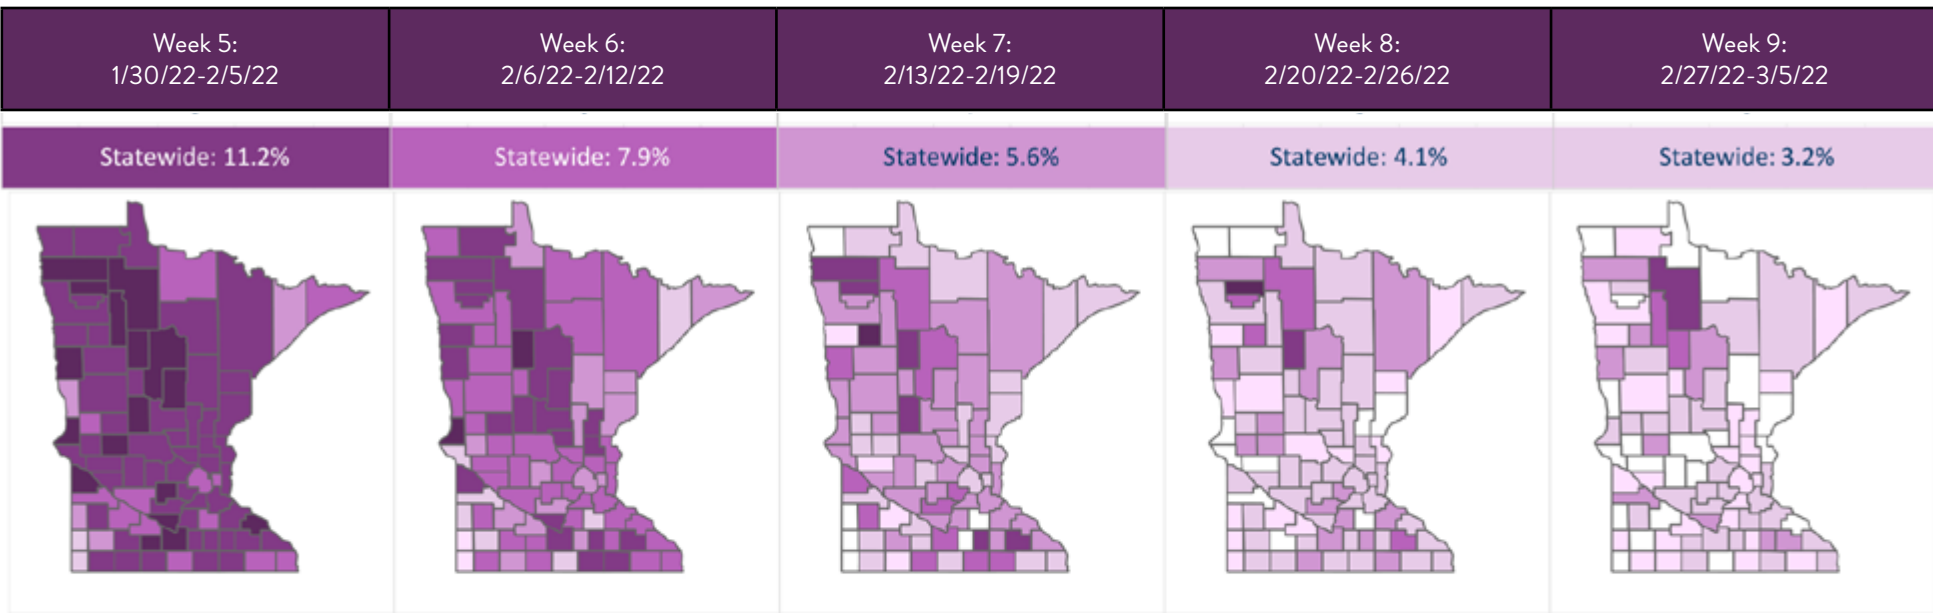 Week 5:
1/30/22-2/5/22
Week 6:
2/6/22-2/12/22
Week 7:
2/13/22-2/19/22
Week 8:
2/20/22-2/26/22
Week 9:
2/27/22-3/5/22
Statewide: 11.2%
Statewide: 7.9%
Statewide: 5.6%
Statewide: 4.1%
Statewide: 3.2%